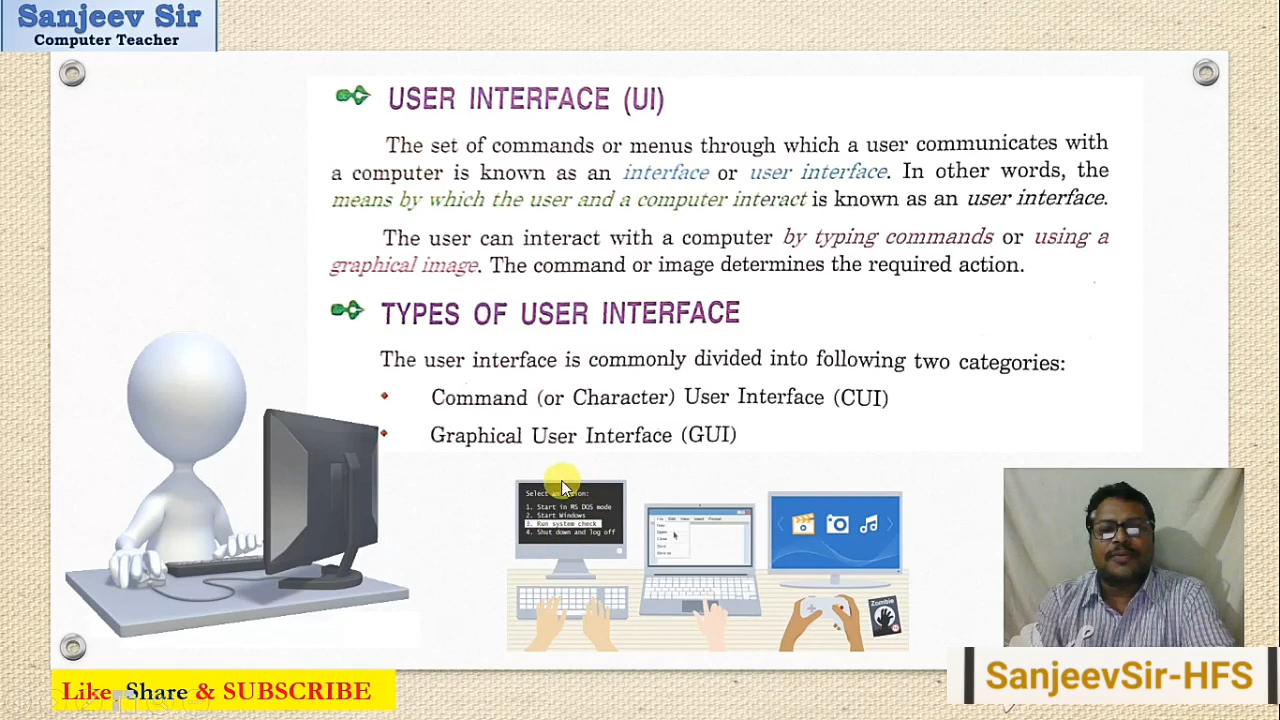 Sanjeev Sir
Computer Teacher
USER INTERFACE (UI)
The set of commands or menus through which a user communicates with
a computer is known as an interface or user interface. In other words, the
means by which the user and a computer interact is known as an user interface.
The user can interact with a computer by typing commands or using a
graphical image. The command or image determines the required action.
TYPES OF USER INTERFACE
The user interface is commonly divided into following two categories:
Command (or Character) User Interface (CUI)
Graphical User Interface (GUI)
Select an
1. Start in MS DOS mode
2. Start Windows
3. Run system check
4. Shut down and log off
Zombie
Like, Share & SUBSCRIBE
SanjeevSir-HFS